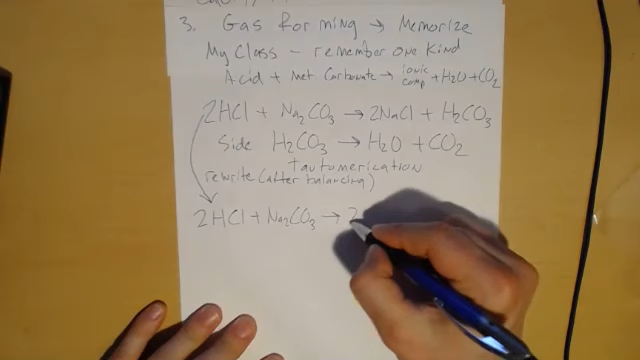 3. Gas forming → Memorize
My Class - remember one kind
Acid + Met Carbonate → ionic comp + H2O + CO2
2HCl + Na2CO3 → 2NaCl + H2CO3
Side H2CO3 → H2O + CO2
tautumerication
rewrite (after balancing)
2HCl + Na2CO3 → 2